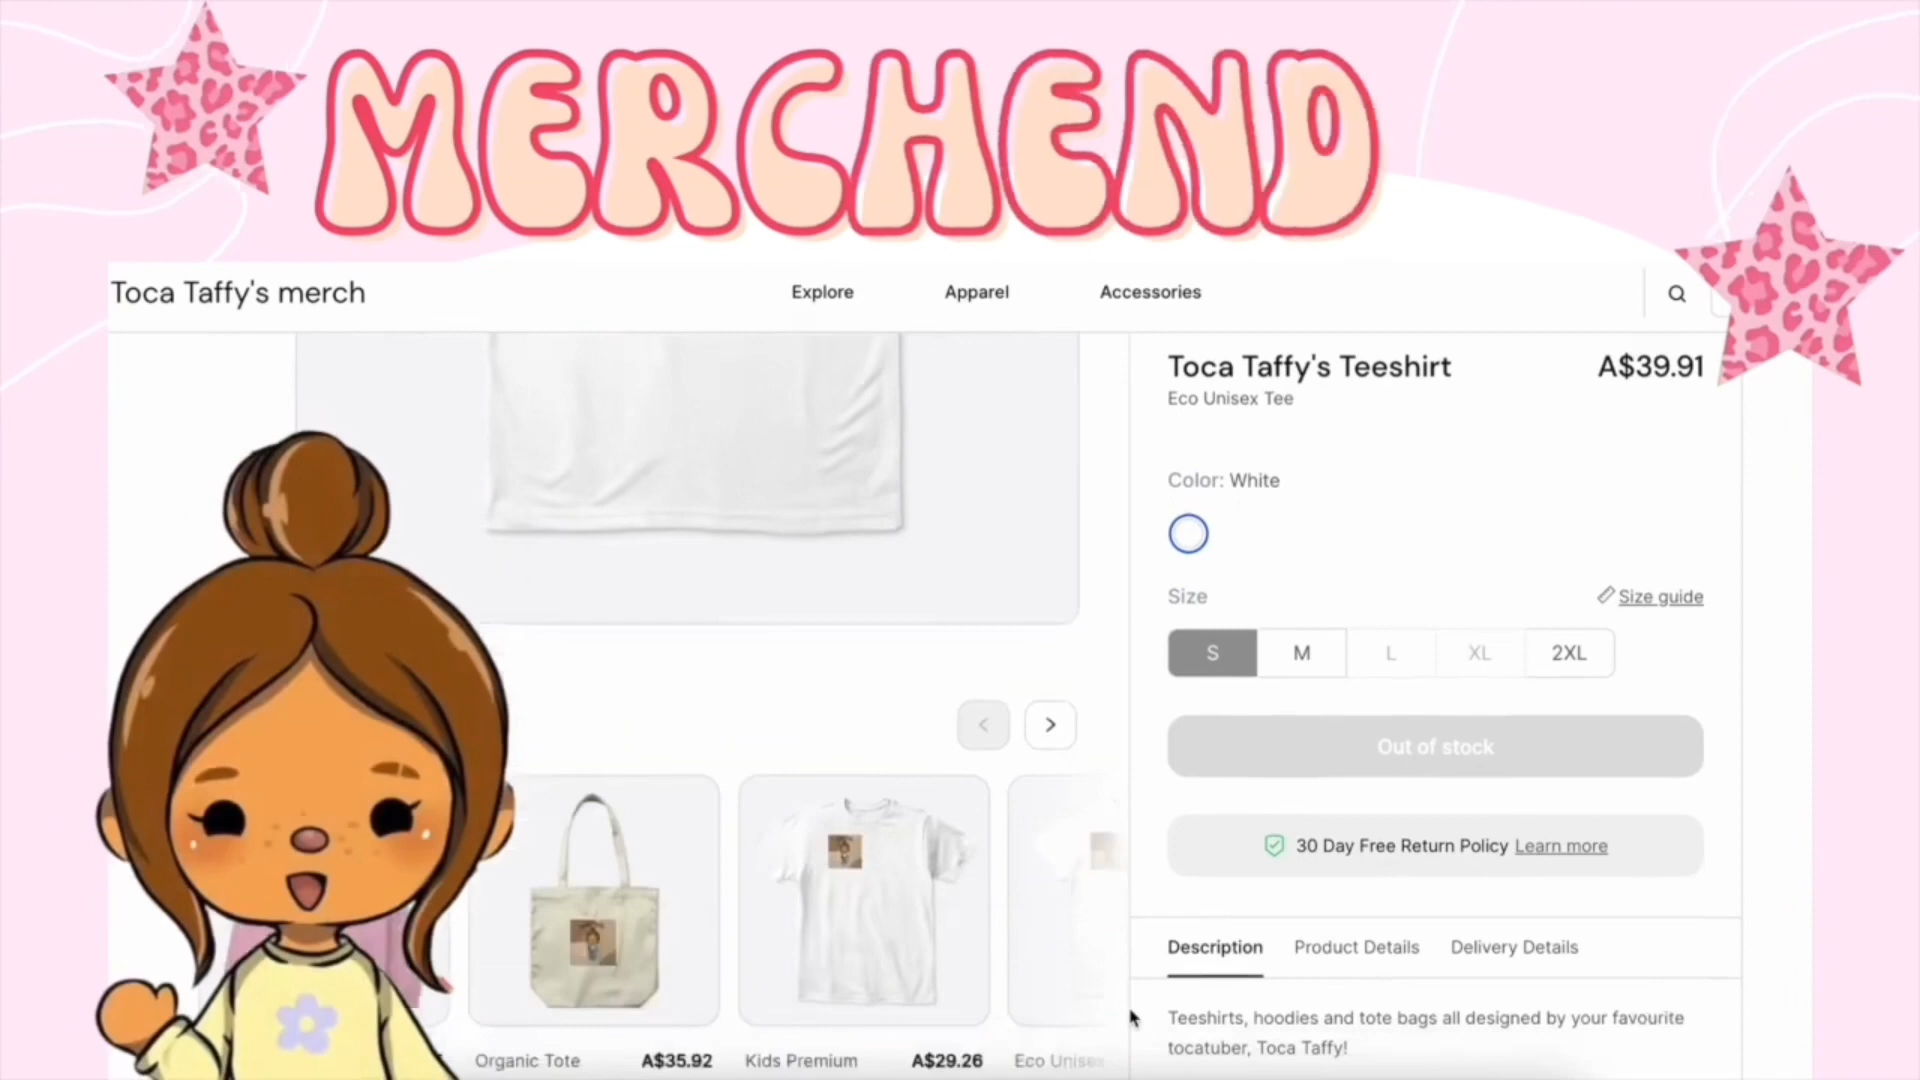 MERCHEND
Toca Taffy's merch
Explore
Apparel
Accessories
Toca Taffy's Teeshirt
A$39.91
Eco Unisex Tee
Color: White
Size
Size guide
S
M
L
XL
2XL
Out of stock
30 Day Free Return Policy Learn more
Description
Product Details
Delivery Details
Teeshirts, hoodies and tote bags all designed by your favourite
tocatuber, Toca Taffy!
Organic Tote
A$35.92
Kids Premium
A$29.26
Eco Unisex